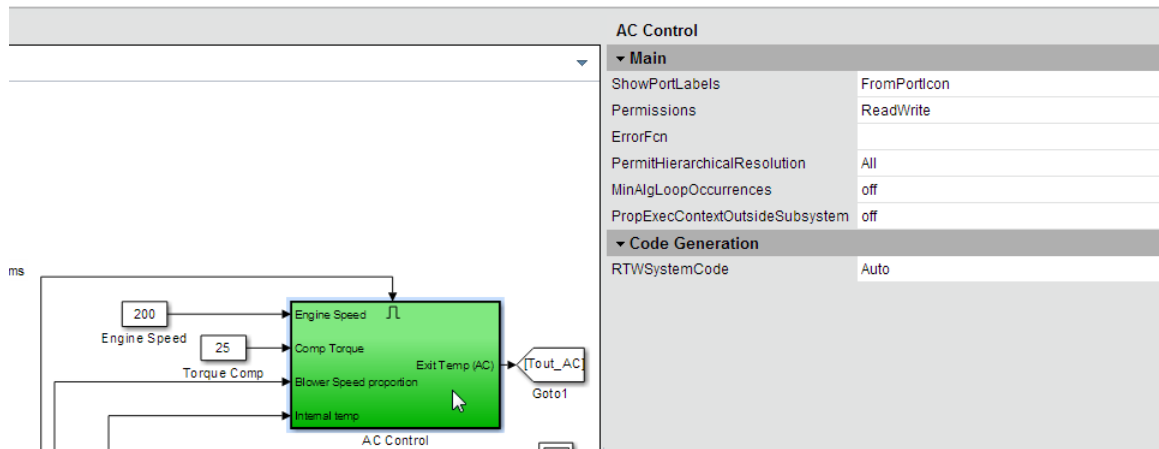 AC Control
Main
ShowPortLabels FromPortIcon
Permissions ReadWrite
ErrorFcn
PermitHierarchicalResolution All
MinAlgLoopOccurrences off
PropExecContextOutsideSubsystem off
Code Generation
RTWSystemCode Auto
ms
200
Engine Speed
25
Torque Comp
Engine Speed
Comp Torque
Exit Temp (AC)
Blower Speed proportion
Internal temp
AC Control
[Tout_AC]
Goto1